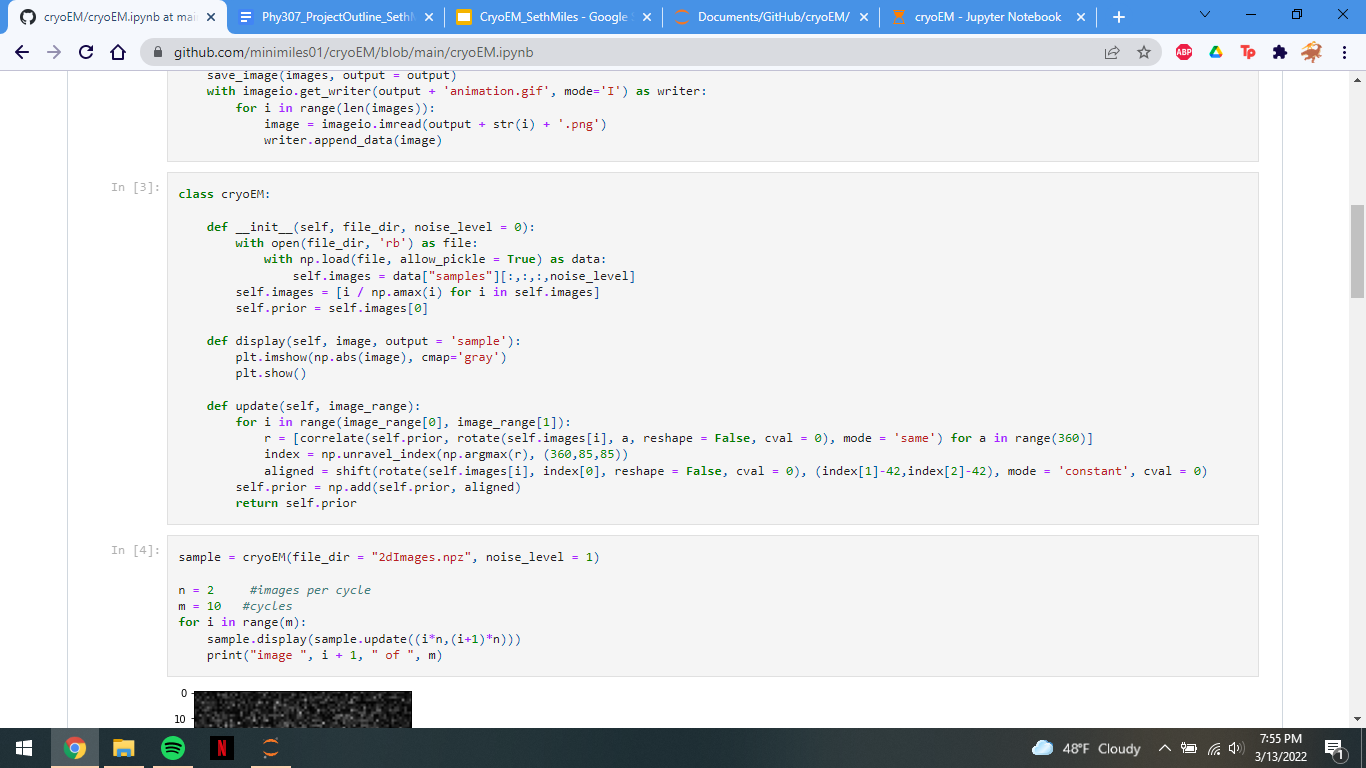 cryoEM/cryoEM.ipynb at mai
Phy307_ProjectOutline_SethM
CryoEM_SethMiles - Google S
Documents/GitHub/cryoEM/
cryoEM - Jupyter Notebook
github.com/minimiles01/cryoEM/blob/main/cryoEM.ipynb
ABP
Tp
save_image(images, output = output)
with imageio.get_writer(output + 'animation.gif', mode='I') as writer:
for i in range(len(images)):
image = imageio.imread(output + str(i) + '.png')
writer.append_data(image)
In [3]:
class cryoEM:
def __init__(self, file_dir, noise_level = 0):
with open(file_dir, 'rb') as file:
with np.load(file, allow_pickle = True) as data:
self.images = data["samples"][:,:,:,noise_level]
self.images = [i / np.amax(i) for i in self.images]
self.prior = self.images[0]
def display(self, image, output = 'sample'):
plt.imshow(np.abs(image), cmap='gray')
plt.show()
def update(self, image_range):
for i in range(image_range[0], image_range[1]):
r = [correlate(self.prior, rotate(self.images[i], a, reshape = False, cval = 0), mode = 'same') for a in range(360)]
index = np.unravel_index(np.argmax(r), (360,85,85))
aligned = shift(rotate(self.images[i], index[0], reshape = False, cval = 0), (index[1]-42,index[2]-42), mode = 'constant', cval = 0)
self.prior = np.add(self.prior, aligned)
return self.prior
In [4]:
sample = cryoEM(file_dir = "2dImages.npz", noise_level = 1)
n = 2 #images per cycle
m = 10 #cycles
for i in range(m):
sample.display(sample.update((i*n,(i+1)*n)))
print("image ", i + 1, " of ", m)
0
10
N
48°F Cloudy
7:55 PM
3/13/2022
1